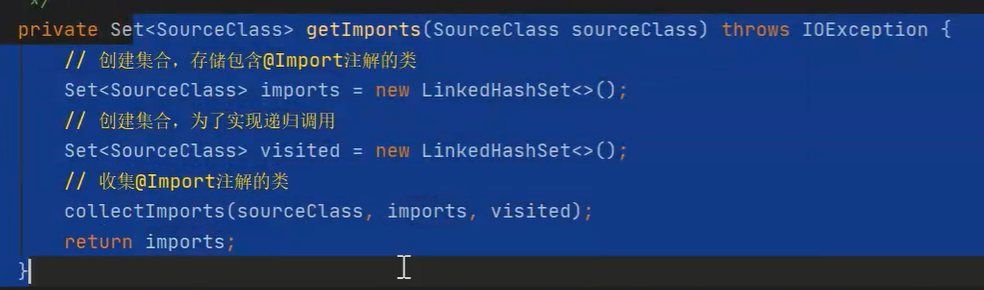 */
private Set<SourceClass> getImports(SourceClass sourceClass) throws IOException {
// 创建集合，存储包含@Import注解的类
Set<SourceClass> imports = new LinkedHashSet<>();
// 创建集合，为了实现递归调用
Set<SourceClass> visited = new LinkedHashSet<>();
// 收集@Import注解的类
collectImports(sourceClass, imports, visited);
return imports;
}